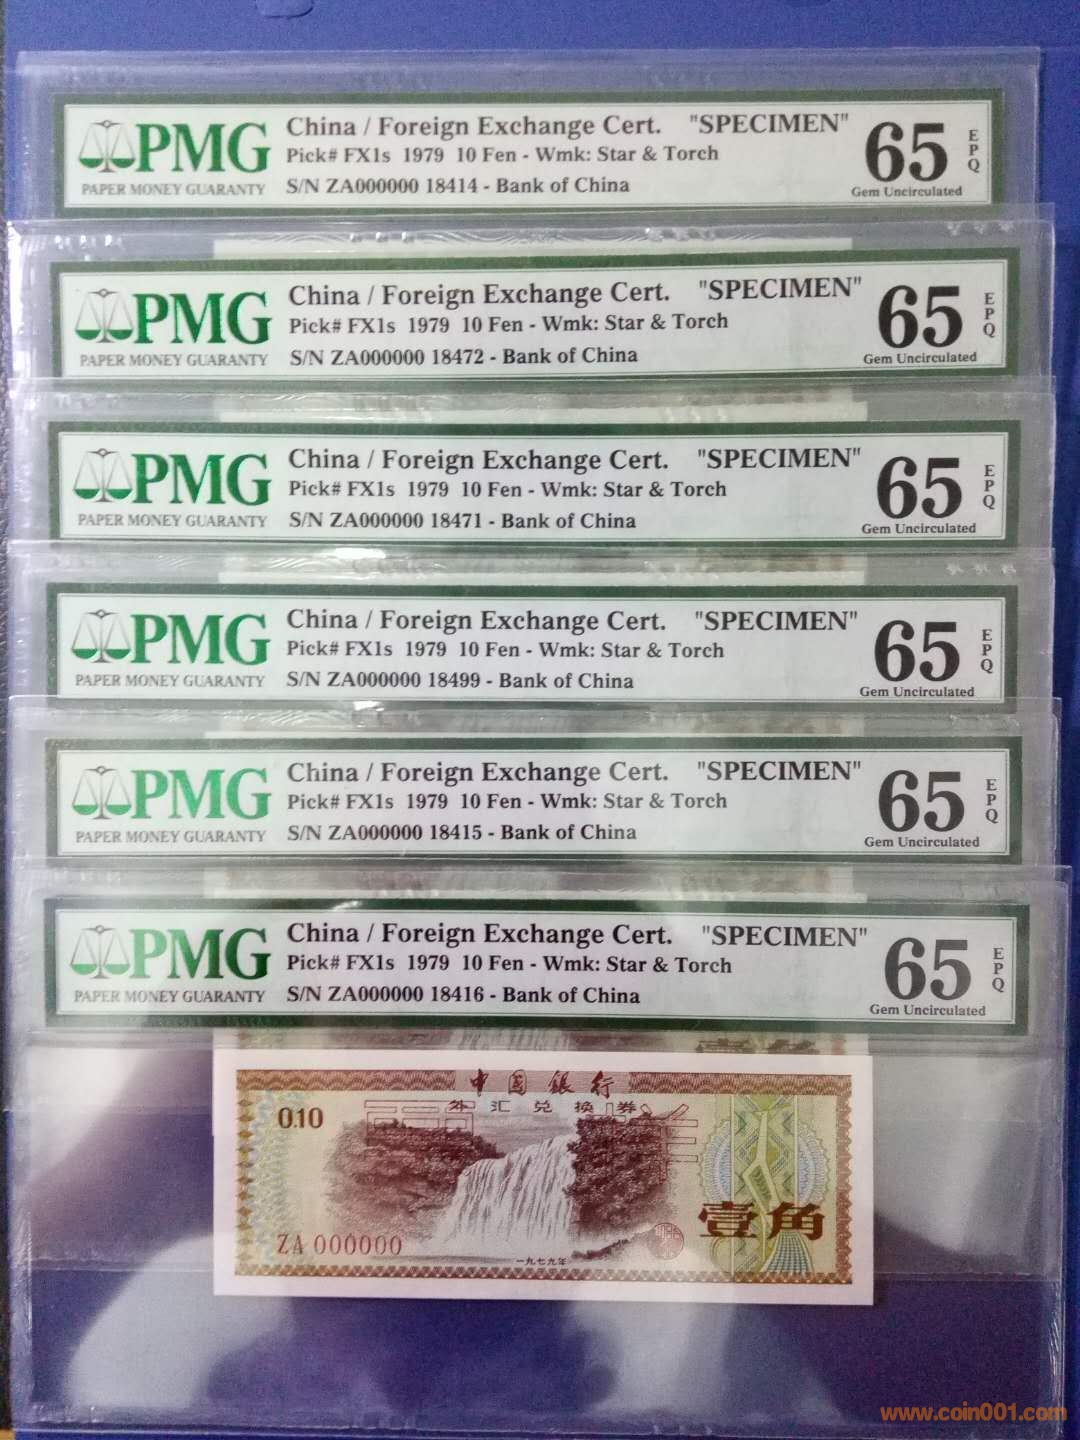 PMG
PAPER MONEY GUARANTY
China / Foreign Exchange Cert. "SPECIMEN"
Pick# FX1s 1979 10 Fen - Wmk: Star & Torch
S/N ZA000000 18414 - Bank of China
65
EPQ
Gem Uncirculated
PMG
PAPER MONEY GUARANTY
China / Foreign Exchange Cert. "SPECIMEN"
Pick# FX1s 1979 10 Fen - Wmk: Star & Torch
S/N ZA000000 18472 - Bank of China
65
EPQ
Gem Uncirculated
PMG
PAPER MONEY GUARANTY
China / Foreign Exchange Cert. "SPECIMEN"
Pick# FX1s 1979 10 Fen - Wmk: Star & Torch
S/N ZA000000 18471 - Bank of China
65
EPQ
Gem Uncirculated
PMG
PAPER MONEY GUARANTY
China / Foreign Exchange Cert. "SPECIMEN"
Pick# FX1s 1979 10 Fen - Wmk: Star & Torch
S/N ZA000000 18499 - Bank of China
65
EPQ
Gem Uncirculated
PMG
PAPER MONEY GUARANTY
China / Foreign Exchange Cert. "SPECIMEN"
Pick# FX1s 1979 10 Fen - Wmk: Star & Torch
S/N ZA000000 18415 - Bank of China
65
EPQ
Gem Uncirculated
PMG
PAPER MONEY GUARANTY
China / Foreign Exchange Cert. "SPECIMEN"
Pick# FX1s 1979 10 Fen - Wmk: Star & Torch
S/N ZA000000 18416 - Bank of China
65
EPQ
Gem Uncirculated
中国银行
外汇兑换券
0.10
壹角
ZA 000000
一九七九年
www.coin001.com